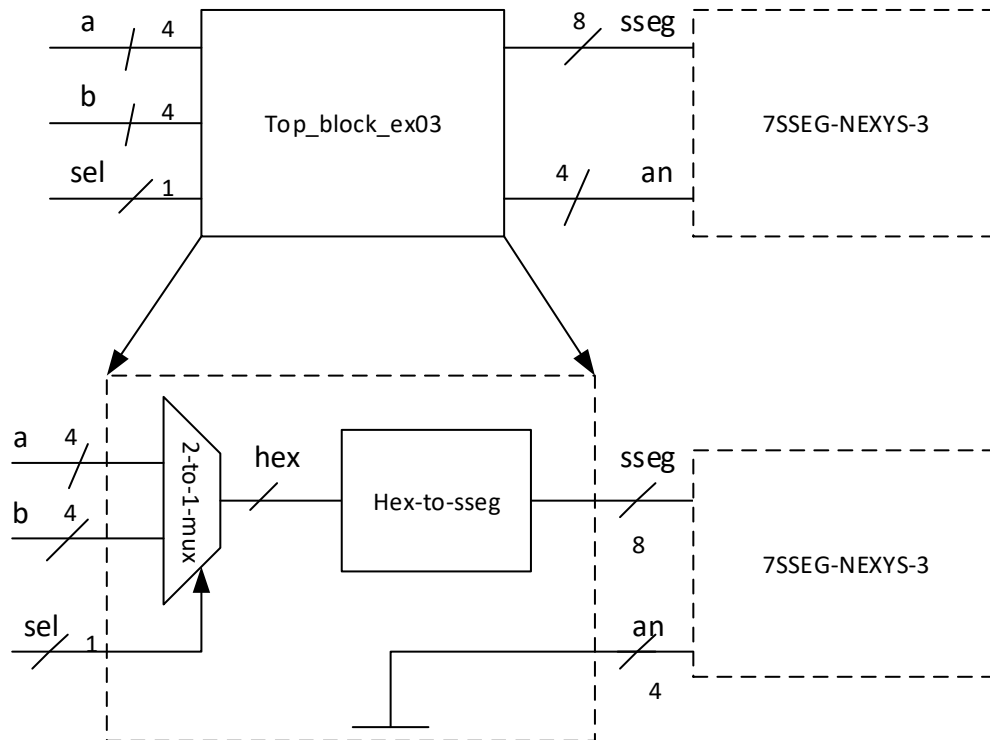 a 4
8 sseg
b 4
Top_block_ex03
7SSEG-NEXYS-3
sel 1
4 an
a 4
2-to-1-mux
hex
sseg
b 4
Hex-to-sseg
8
7SSEG-NEXYS-3
sel 1
an
4